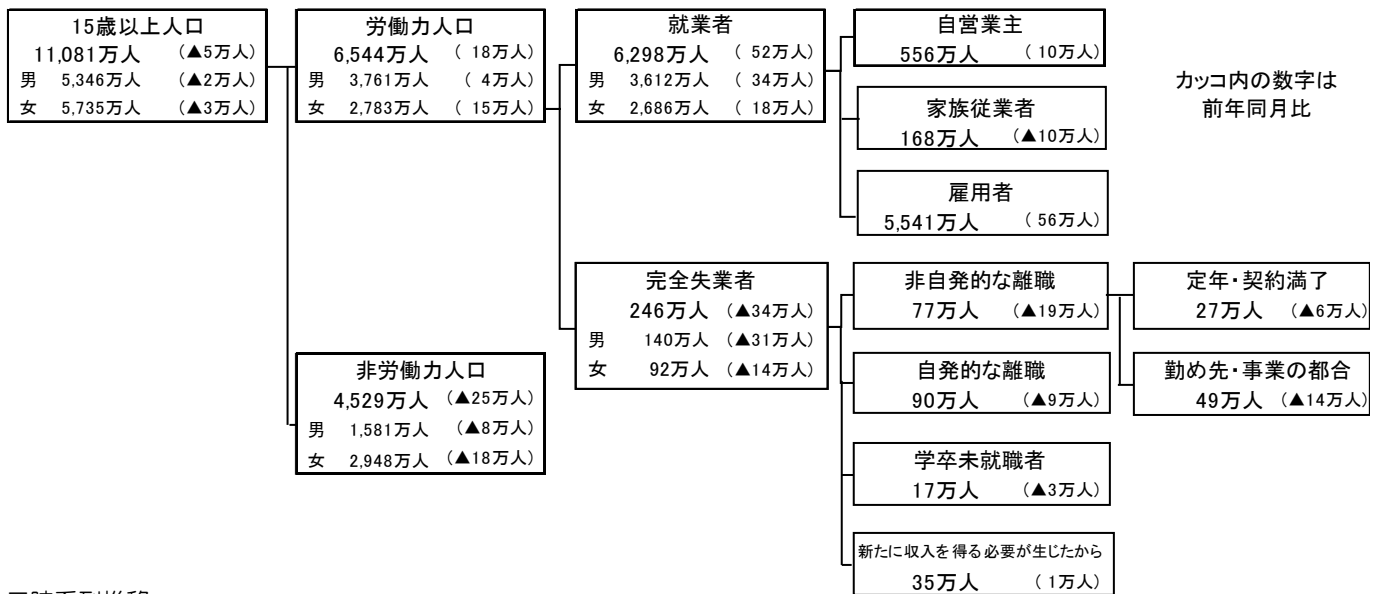 15歳以上人口
11,081万人 (▲5万人)
男 5,346万人 (▲2万人)
女 5,735万人 (▲3万人)
労働力人口
6,544万人 ( 18万人)
男 3,761万人 ( 4万人)
女 2,783万人 ( 15万人)
就業者
6,298万人 ( 52万人)
男 3,612万人 ( 34万人)
女 2,686万人 ( 18万人)
自営業主
556万人 ( 10万人)
家族従業者
168万人 (▲10万人)
雇用者
5,541万人 ( 56万人)
カッコ内の数字は
前年同月比
完全失業者
246万人 (▲34万人)
男 140万人 (▲31万人)
女 92万人 (▲14万人)
非自発的な離職
77万人 (▲19万人)
定年・契約満了
27万人 (▲6万人)
自発的な離職
90万人 (▲9万人)
勤め先・事業の都合
49万人 (▲14万人)
非労働力人口
4,529万人 (▲25万人)
男 1,581万人 (▲8万人)
女 2,948万人 (▲18万人)
学卒未就職者
17万人 (▲3万人)
新たに収入を得る必要が生じたから
35万人 ( 1万人)